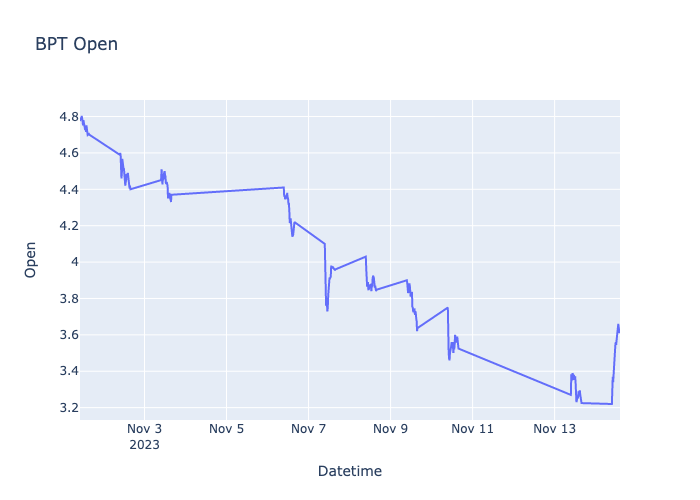 BPT Open
4.8
4.6
4.4
4.2
4
3.8
3.6
3.4
3.2
Open
Nov 3
2023
Nov 5
Nov 7
Nov 9
Nov 11
Nov 13
Datetime